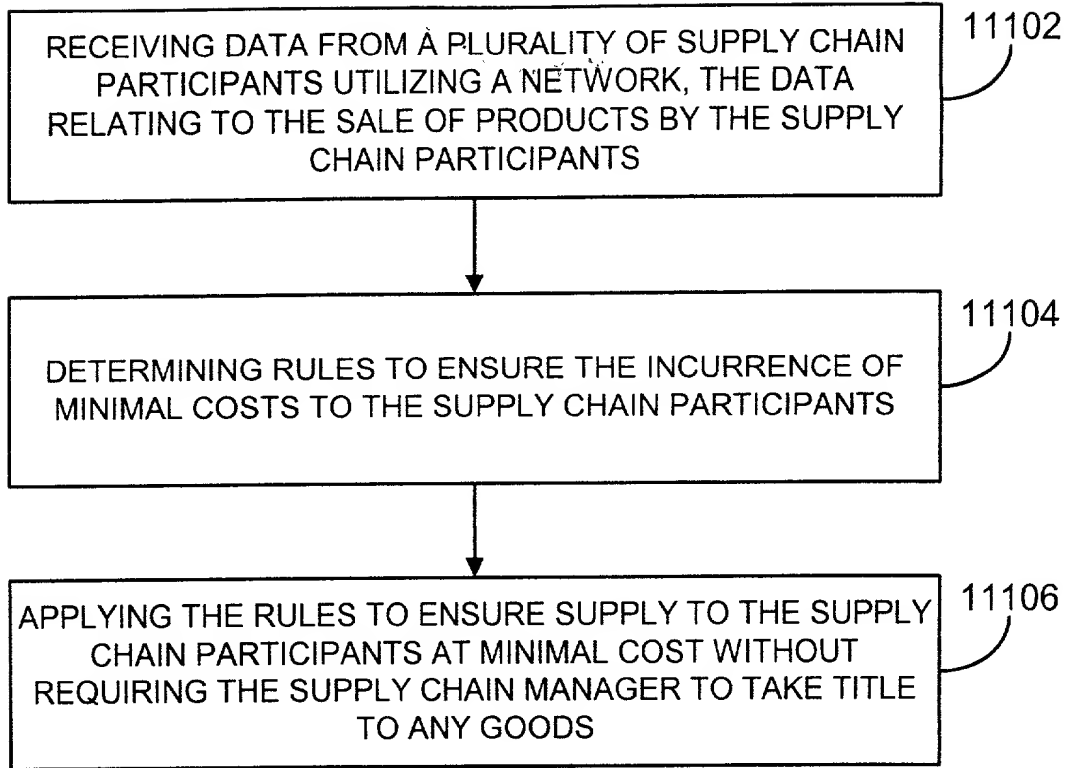 RECEIVING DATA FROM A PLURALITY OF SUPPLY CHAIN
PARTICIPANTS UTILIZING A NETWORK, THE DATA
RELATING TO THE SALE OF PRODUCTS BY THE SUPPLY
CHAIN PARTICIPANTS
11102
DETERMINING RULES TO ENSURE THE INCURRENCE OF
MINIMAL COSTS TO THE SUPPLY CHAIN PARTICIPANTS
11104
APPLYING THE RULES TO ENSURE SUPPLY TO THE SUPPLY
CHAIN PARTICIPANTS AT MINIMAL COST WITHOUT
REQUIRING THE SUPPLY CHAIN MANAGER TO TAKE TITLE
TO ANY GOODS
11106